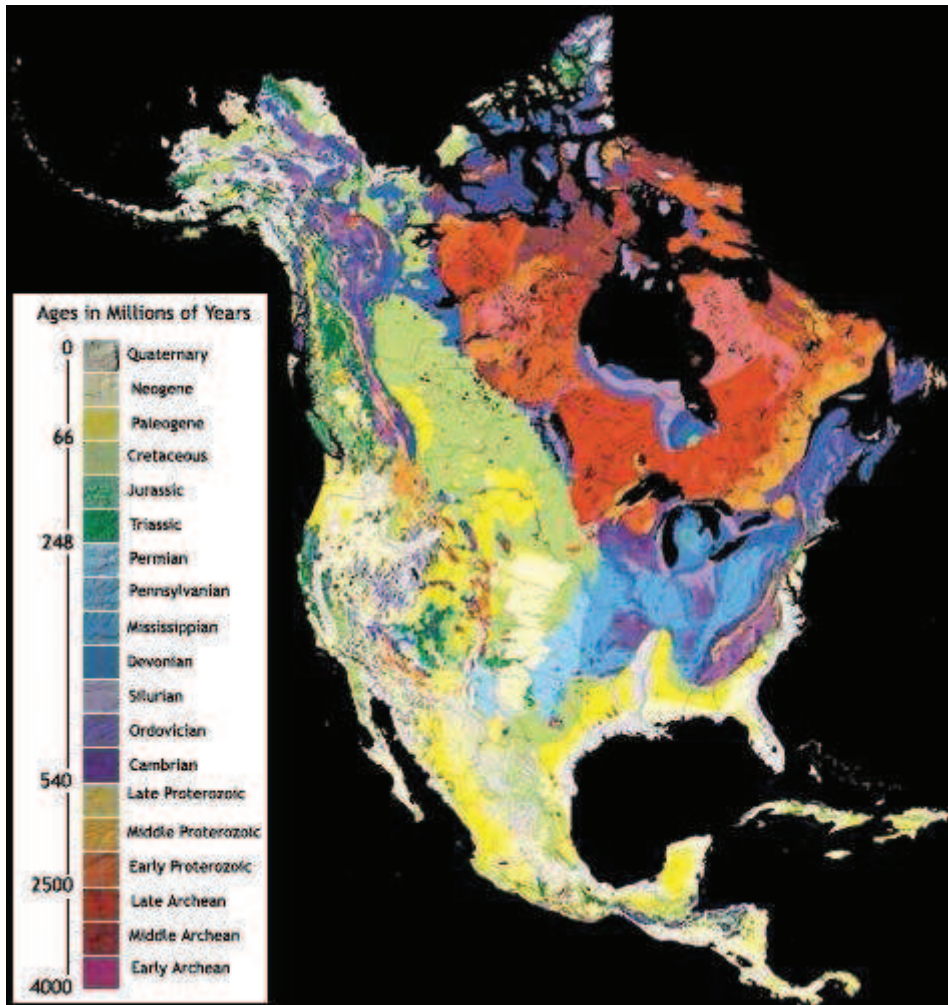 Ages in Millions of Years
0
Quaternary
Neogene
Paleogene
66
Cretaceous
Jurassic
Triassic
248
Permian
Pennsylvanian
Mississippian
Devonian
Silurian
Ordovician
Cambrian
540
Late Proterozoic
Middle Proterozoic
Early Proterozoic
2500
Late Archean
Middle Archean
Early Archean
4000